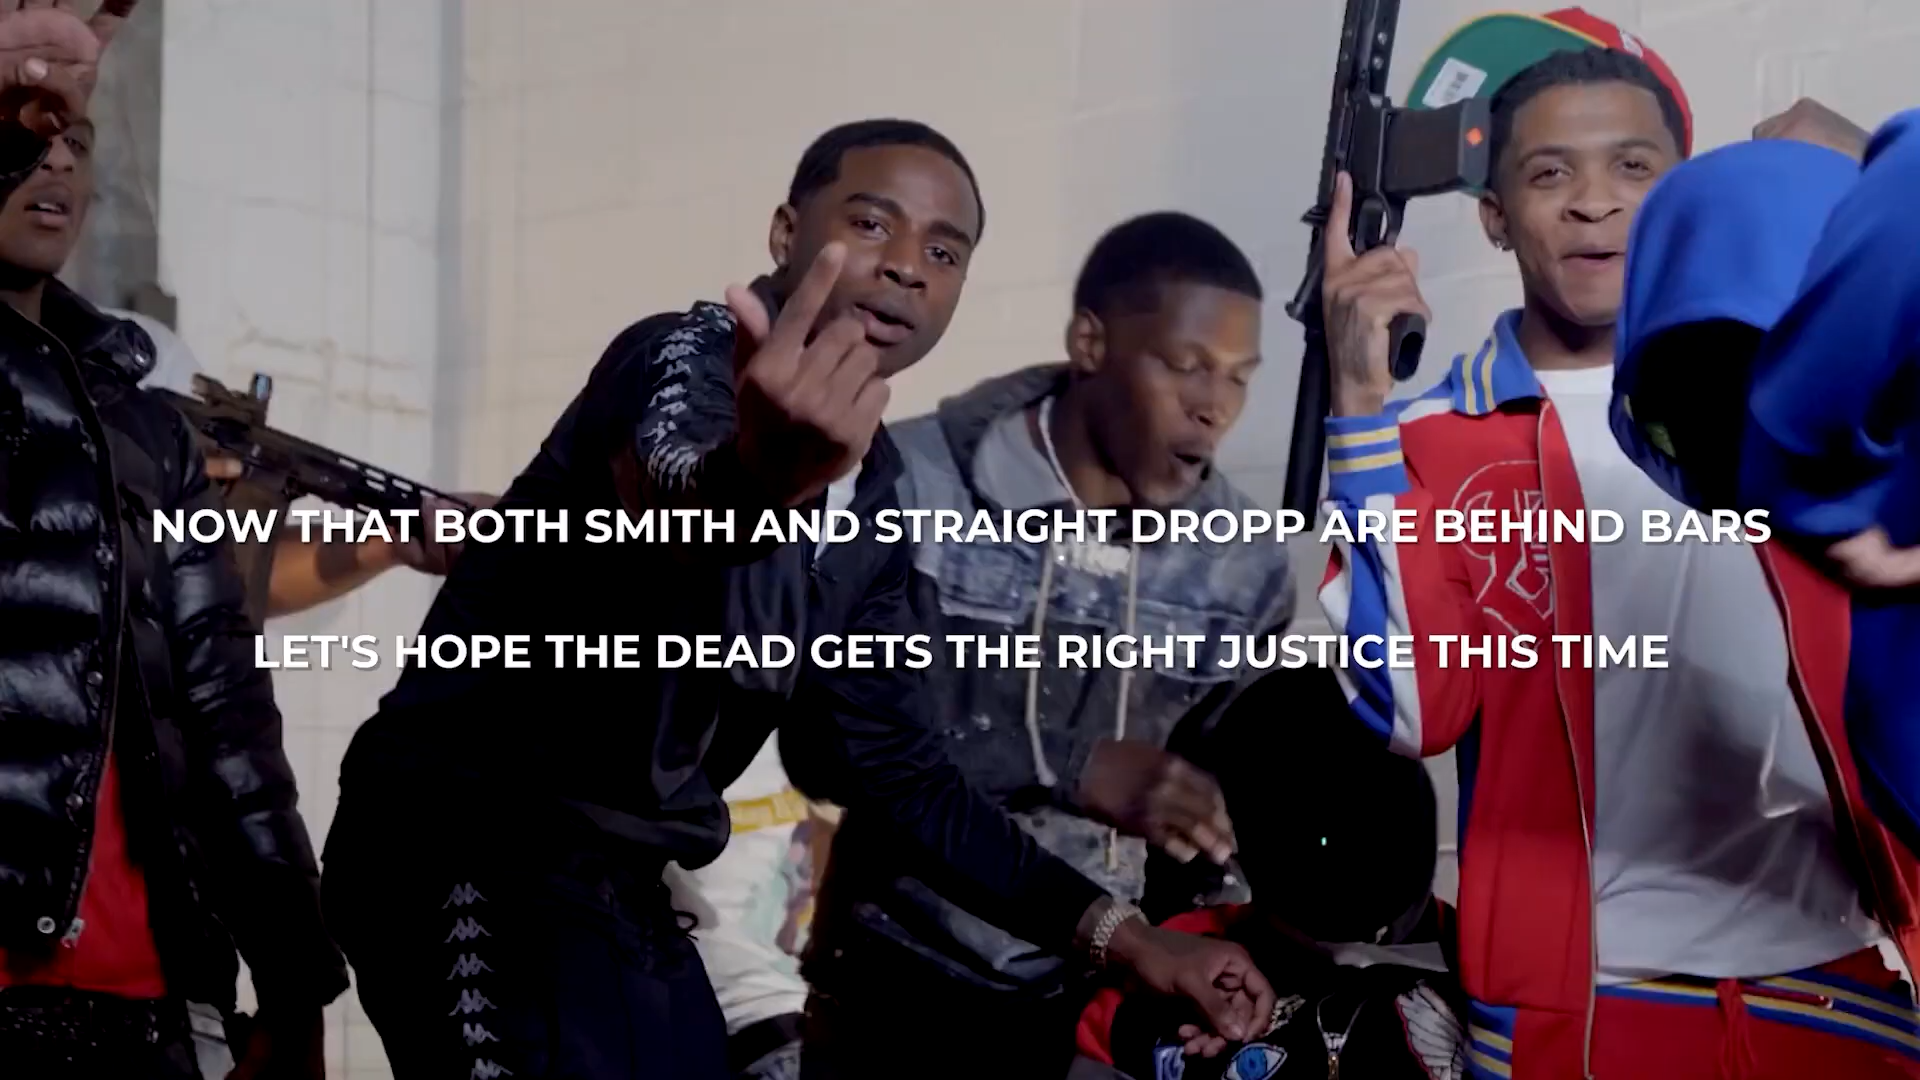 NOW THAT BOTH SMITH AND STRAIGHT DROPP ARE BEHIND BARS
LET'S HOPE THE DEAD GETS THE RIGHT JUSTICE THIS TIME